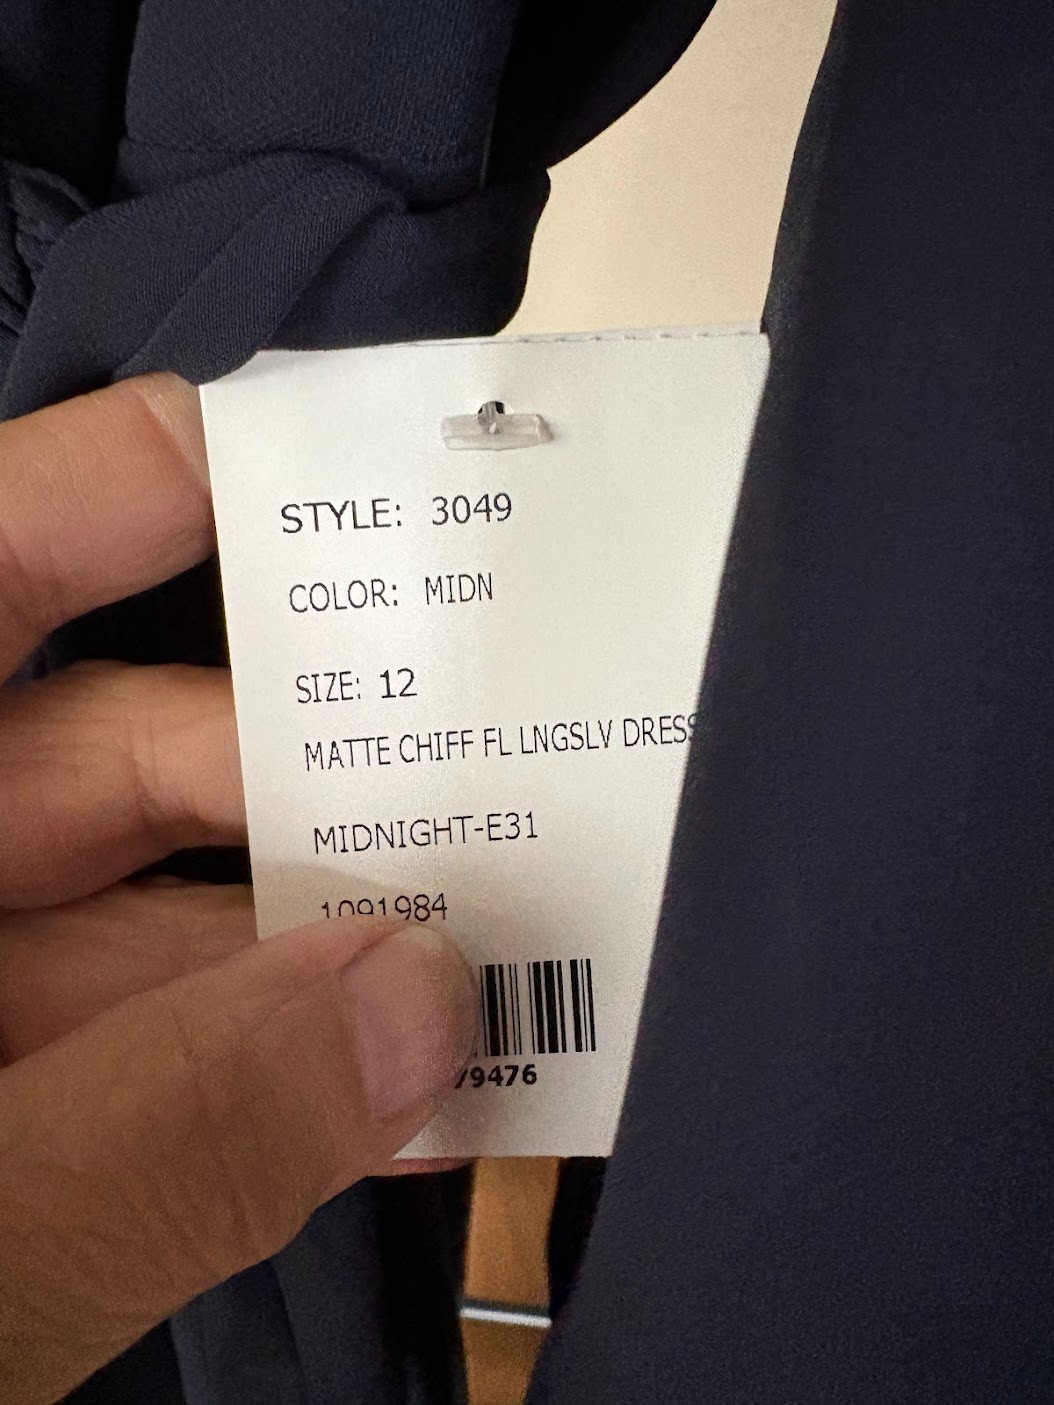 STYLE: 3049
COLOR: MIDN
SIZE: 12
MATTE CHIFF FL LNGSLV DRESS
MIDNIGHT-E31
1091984
79476